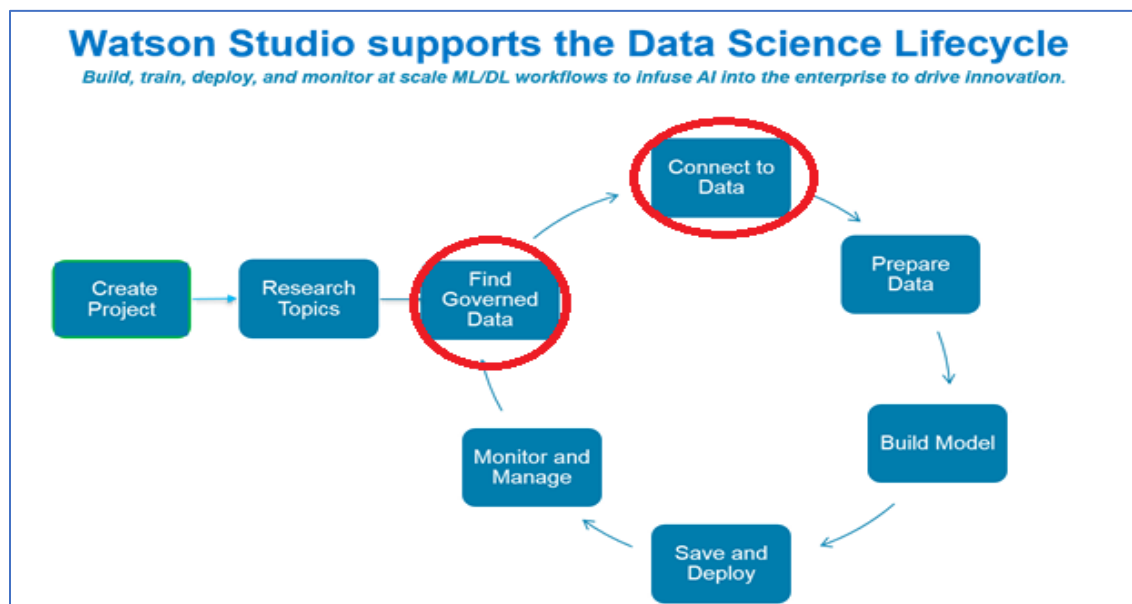 Watson Studio supports the Data Science Lifecycle
Build, train, deploy, and monitor at scale ML/DL workflows to infuse AI into the enterprise to drive innovation.
Connect to
Data
Prepare
Data
Create
Project
Research
Topics
Find
Governed
Data
Build Model
Monitor and
Manage
Save and
Deploy